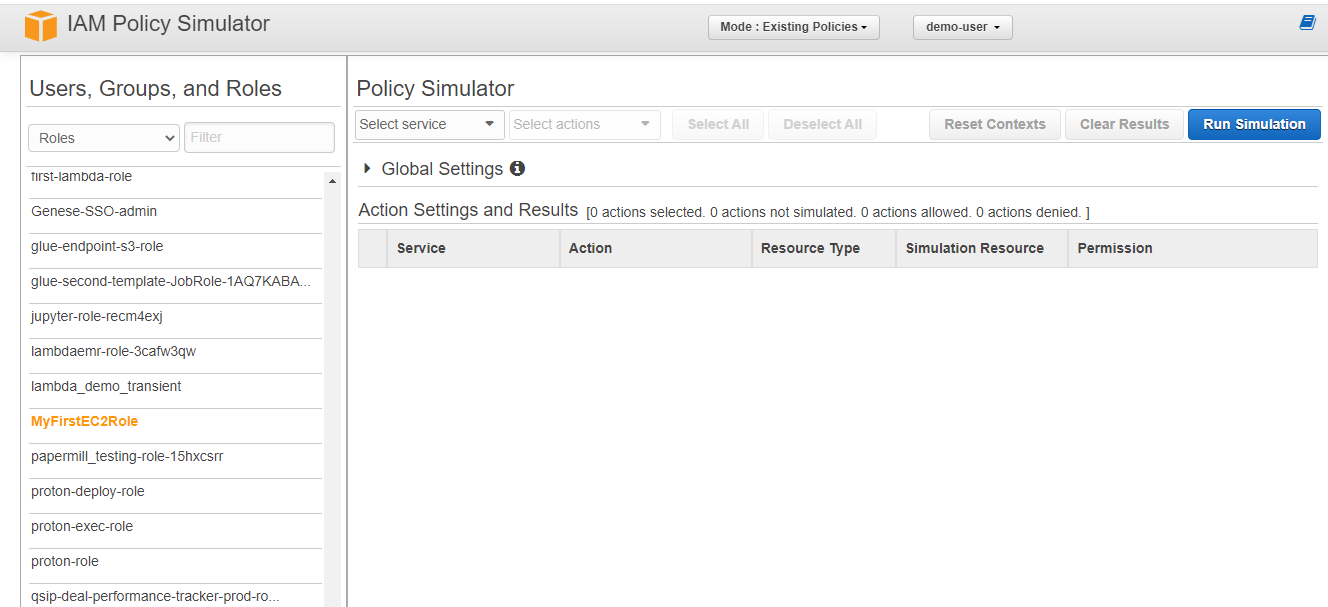 IAM Policy Simulator
Mode : Existing Policies
demo-user
Users, Groups, and Roles
Roles
Filter
first-lambda-role
Genese-SSO-admin
glue-endpoint-s3-role
glue-second-template-JobRole-1AQ7KABA...
jupyter-role-recm4exj
lambdaemr-role-3cafw3qw
lambda_demo_transient
MyFirstEC2Role
papermill_testing-role-15hxcsrr
proton-deploy-role
proton-exec-role
proton-role
qsip-deal-performance-tracker-prod-ro...
Policy Simulator
Select service
Select actions
Select All
Deselect All
Reset Contexts
Clear Results
Run Simulation
Global Settings
Action Settings and Results [0 actions selected. 0 actions not simulated. 0 actions allowed. 0 actions denied. ]
Service Action Resource Type Simulation Resource Permission